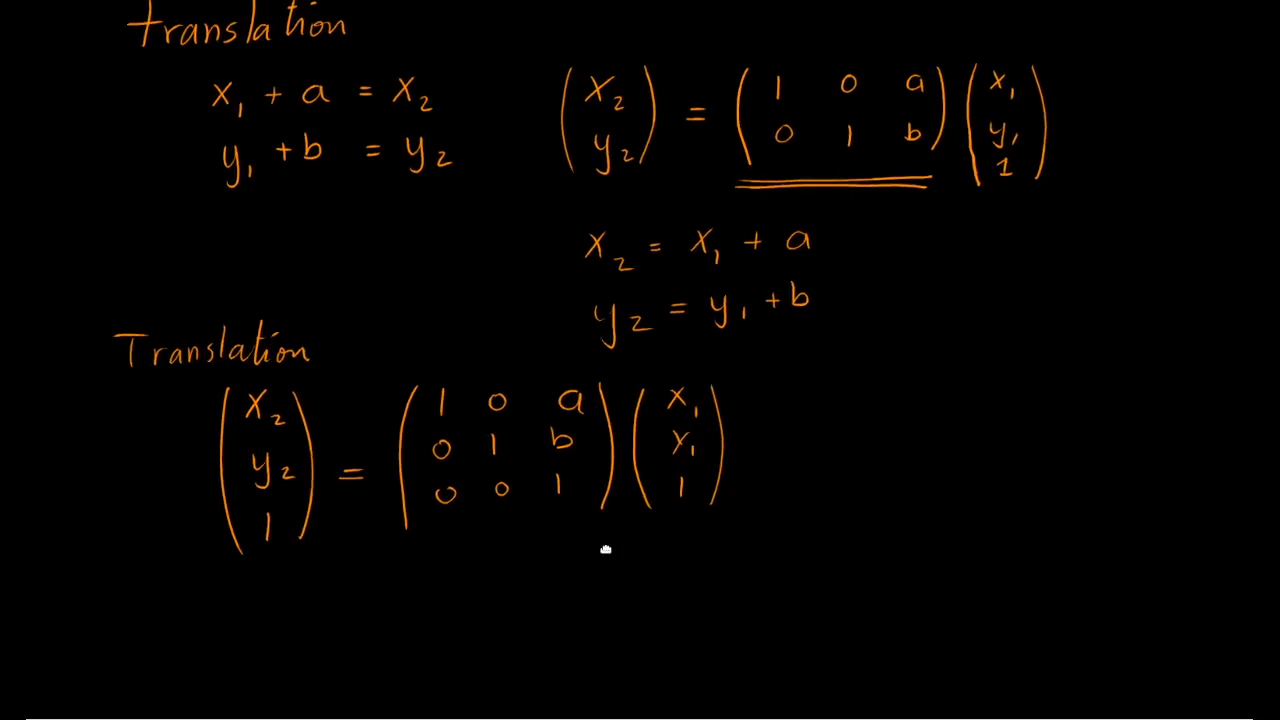 Translation
x₁ + a = x₂
y₁ + b = y₂
(x₂ y₂) = (1 0 a 0 1 b) (x₁ y₁ 1)
x₂ = x₁ + a
y₂ = y₁ + b
Translation
(x₂ y₂ 1) = (1 0 a 0 1 b 0 0 1) (x₁ y₁ 1)